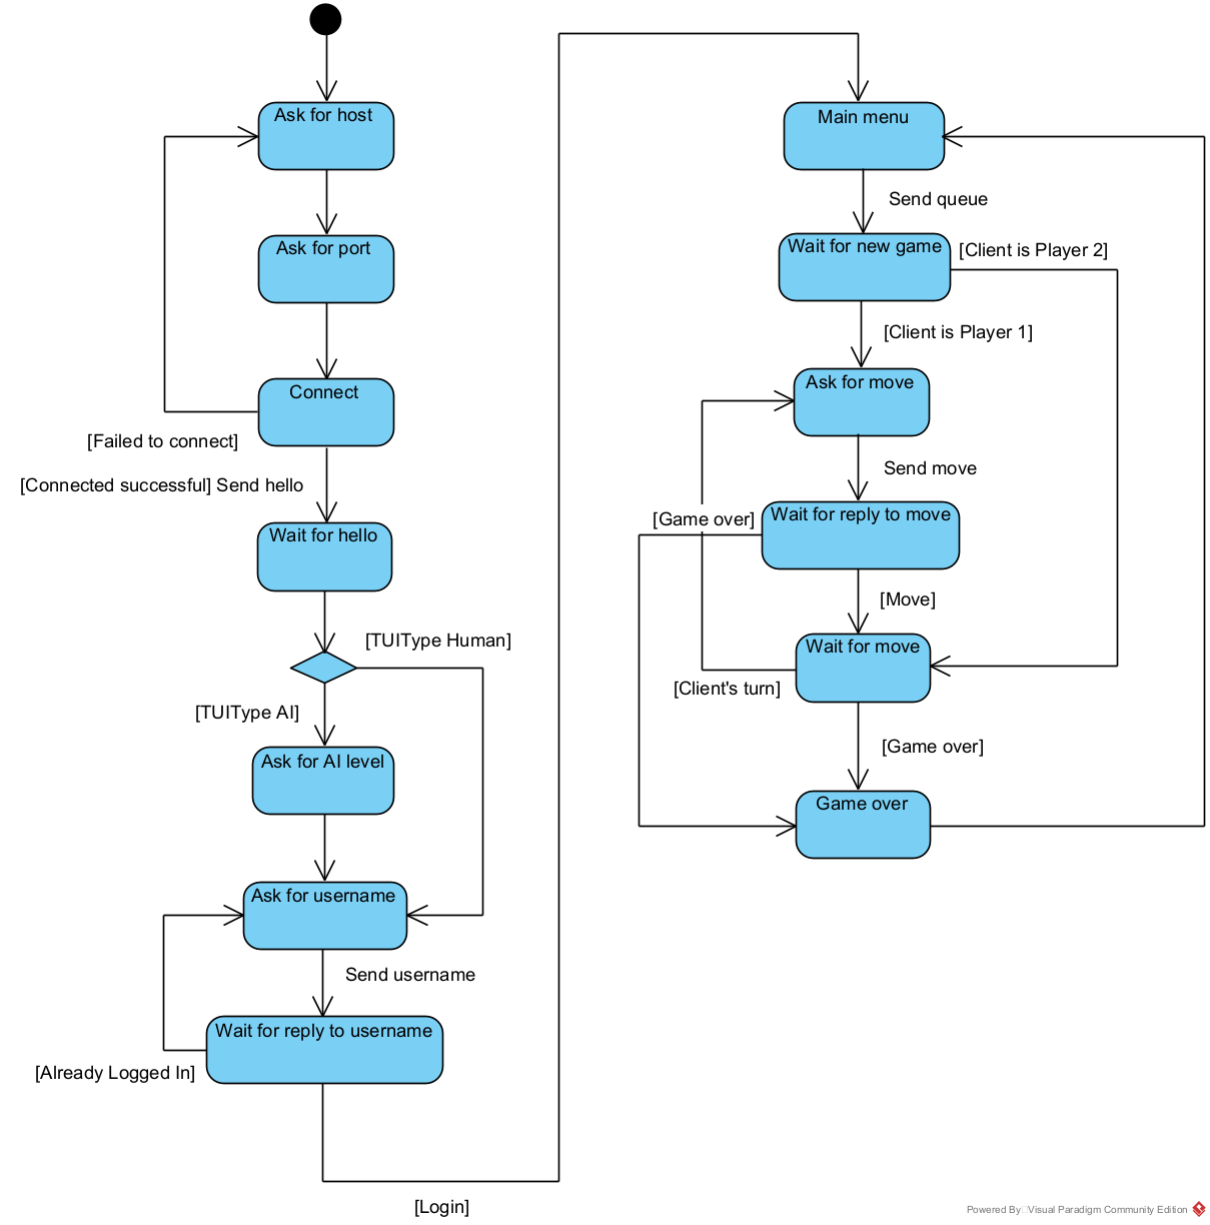 Ask for host
Ask for port
Connect
[Failed to connect]
[Connected successful] Send hello
Wait for hello
[TUIType Human]
[TUIType AI]
Ask for AI level
Ask for username
Send username
Wait for reply to username
[Already Logged In]
[Login]
Main menu
Send queue
Wait for new game
[Client is Player 2]
[Client is Player 1]
Ask for move
Send move
Wait for reply to move
[Game over]
[Move]
Wait for move
[Client's turn]
[Game over]
Game over
Powered By Visual Paradigm Community Edition